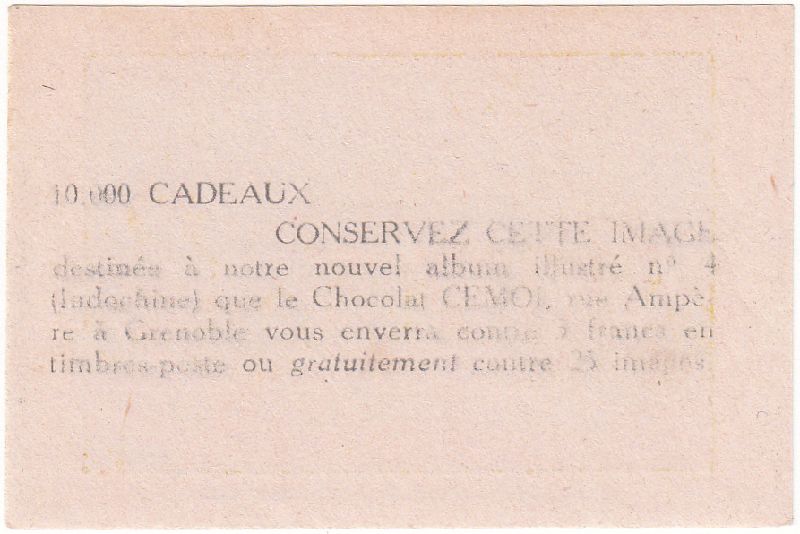 10.000 CADEAUX
CONSERVEZ CETTE IMAGE
destinée à notre nouvel album illustré n° 4
(Indochine) que le Chocolat CEMOI, rue Ampè-
re à Grenoble vous enverra contre francs en
timbres-poste ou gratuitement contre 25 images.